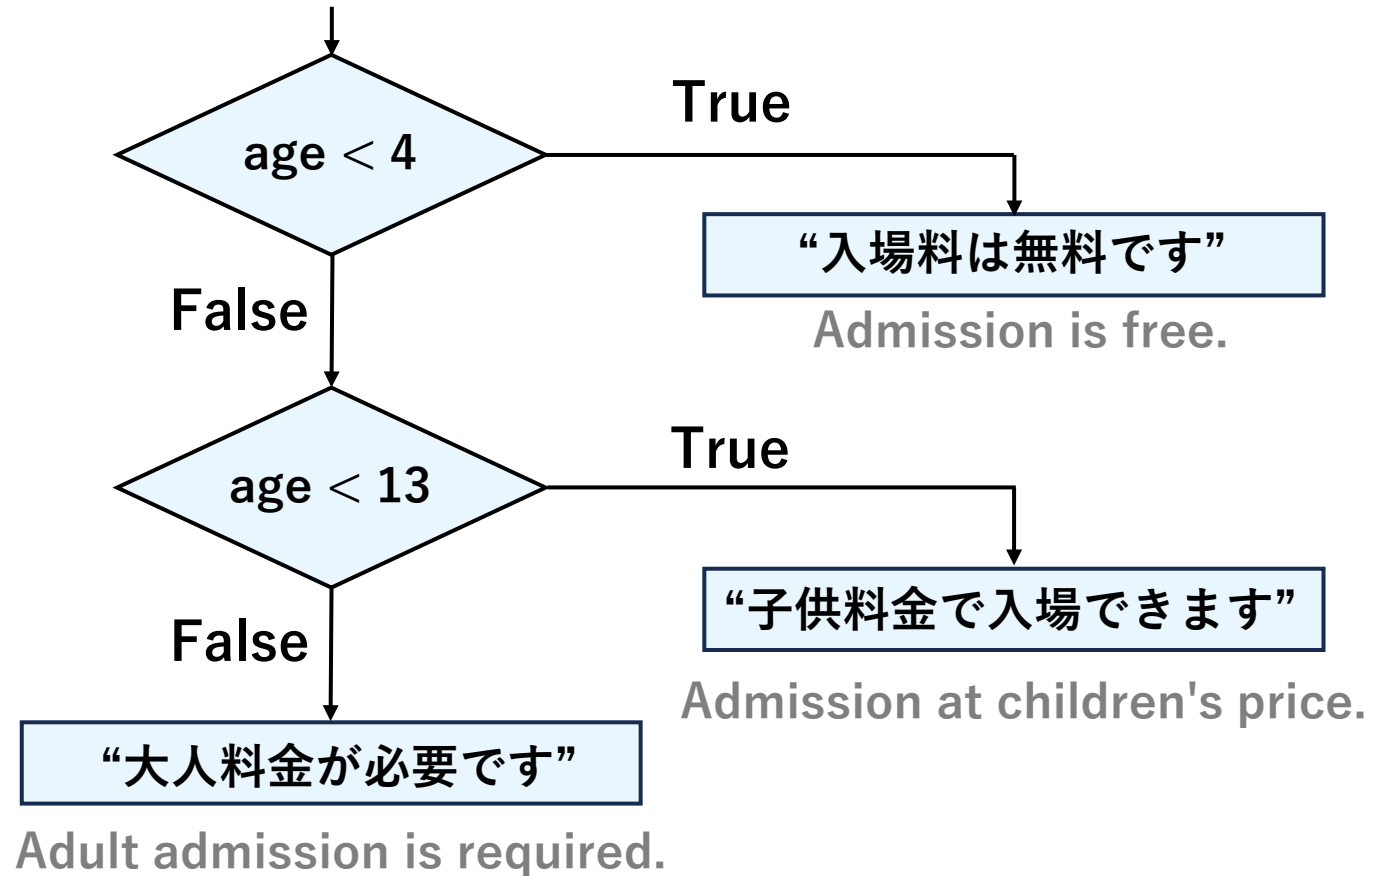 age < 4
True
“入場料は無料です”
Admission is free.
False
age < 13
True
“子供料金で入場できます”
Admission at children's price.
False
“大人料金が必要です”
Adult admission is required.